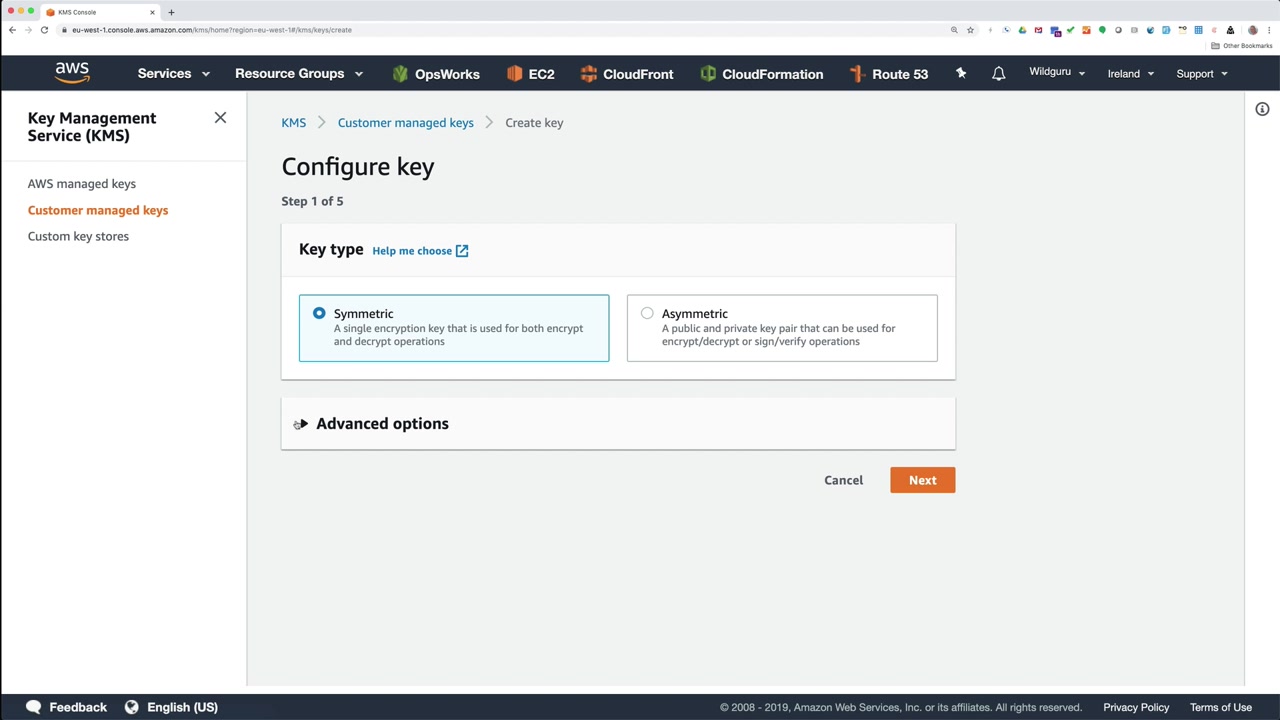 KMS Console
eu-west-1.console.aws.amazon.com/kms/home?region=eu-west-1#/kms/keys/create
Other Bookmarks
aws
Services
Resource Groups
OpsWorks
EC2
CloudFront
CloudFormation
Route 53
Wildguru
Ireland
Support
Key Management
Service (KMS)
AWS managed keys
Customer managed keys
Custom key stores
KMS
Customer managed keys
Create key
Configure key
Step 1 of 5
Key type
Help me choose
Symmetric
A single encryption key that is used for both encrypt
and decrypt operations
Asymmetric
A public and private key pair that can be used for
encrypt/decrypt or sign/verify operations
Advanced options
Cancel
Next
Feedback
English (US)
© 2008 - 2019, Amazon Web Services, Inc. or its affiliates. All rights reserved.
Privacy Policy
Terms of Use